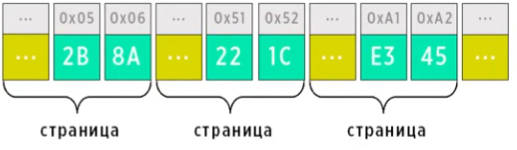 ... 0x05 0x06 ... 0x51 0x52 ... 0xA1 0xA2 ...
... 2B 8A ... 22 1C ... E3 45 ...
страница страница страница